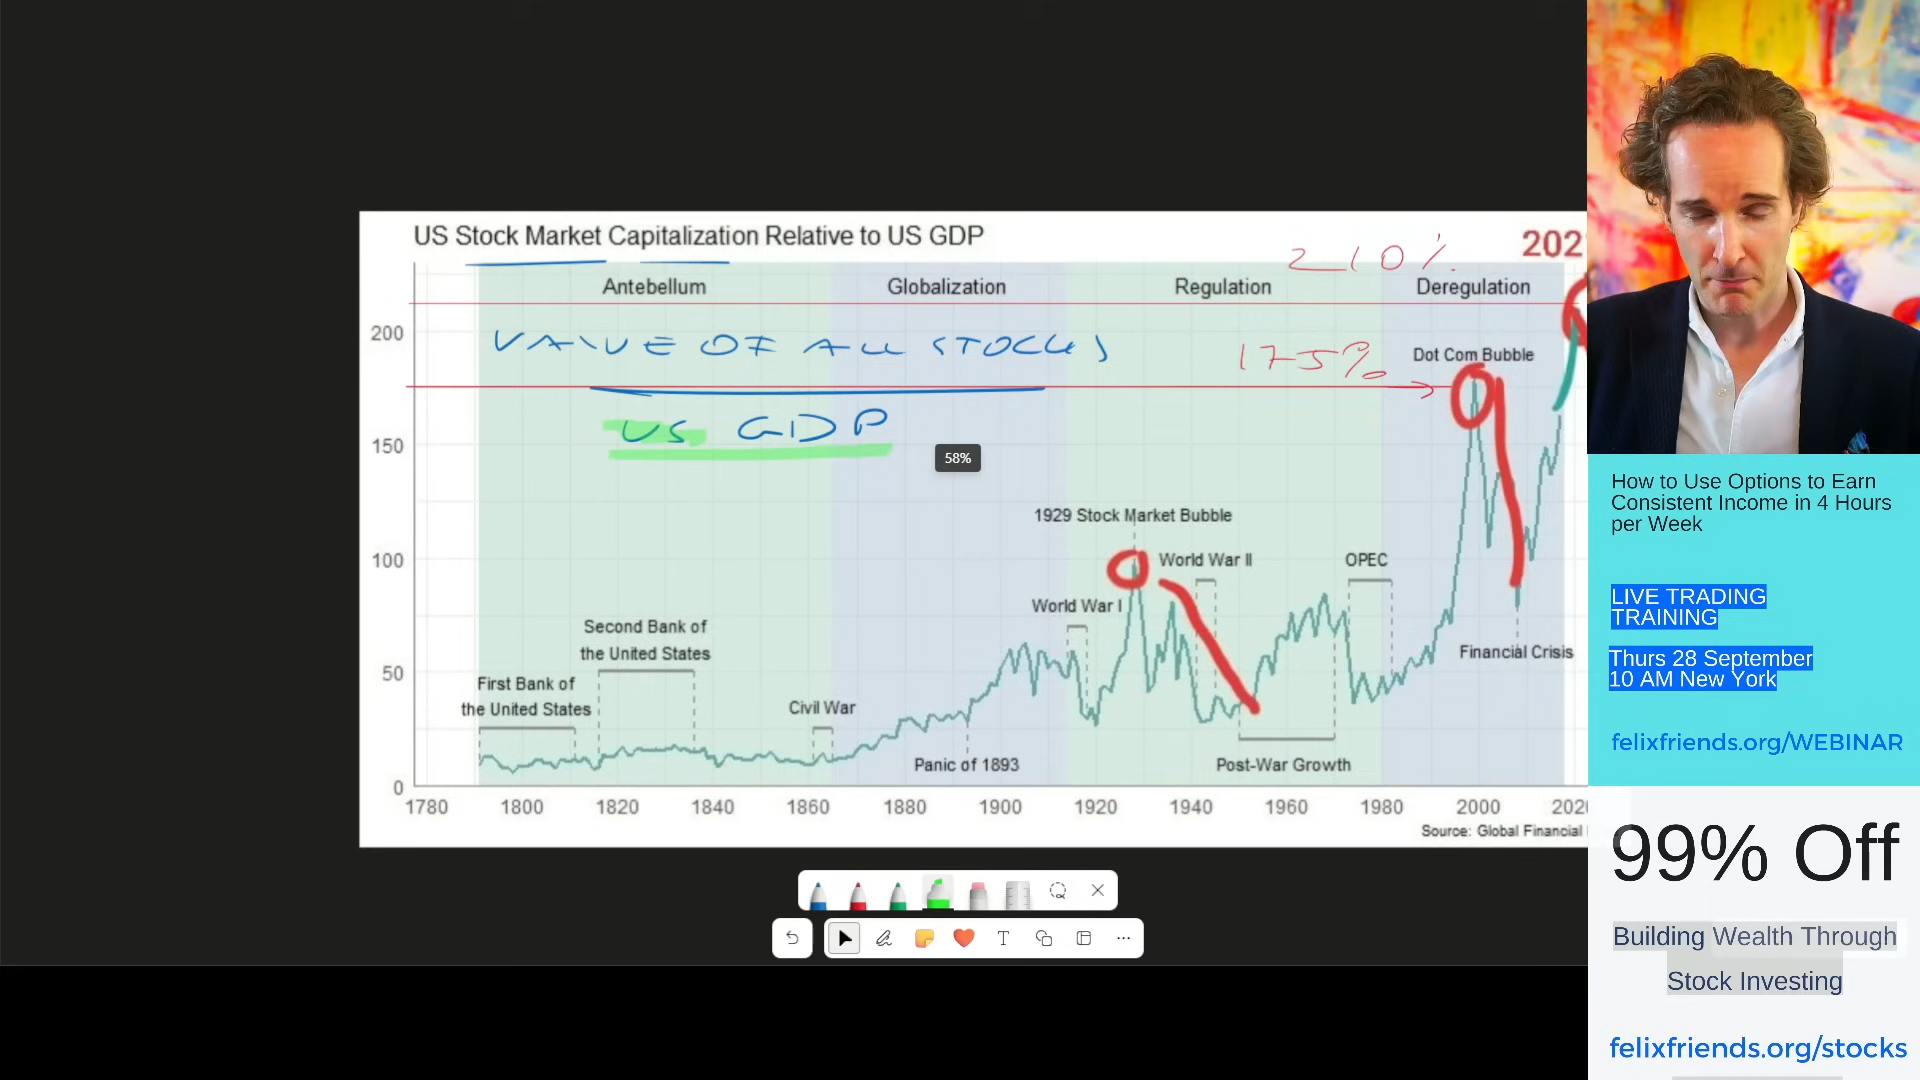 US Stock Market Capitalization Relative to US GDP
202
210%
Antebellum
Globalization
Regulation
Deregulation
200
VALUE OF ALL STOCKS
175%
Dot Com Bubble
US GDP
150
58%
1929 Stock Market Bubble
100
World War II
OPEC
World War I
Second Bank of
the United States
Financial Crisis
50
First Bank of
the United States
Civil War
Panic of 1893
Post-War Growth
0
1780 1800 1820 1840 1860 1880 1900 1920 1940 1960 1980 2000 2020
Source: Global Financial
T
How to Use Options to Earn
Consistent Income in 4 Hours
per Week
LIVE TRADING
TRAINING
Thurs 28 September
10 AM New York
felixfriends.org/WEBINAR
99% Off
Building Wealth Through
Stock Investing
felixfriends.org/stocks